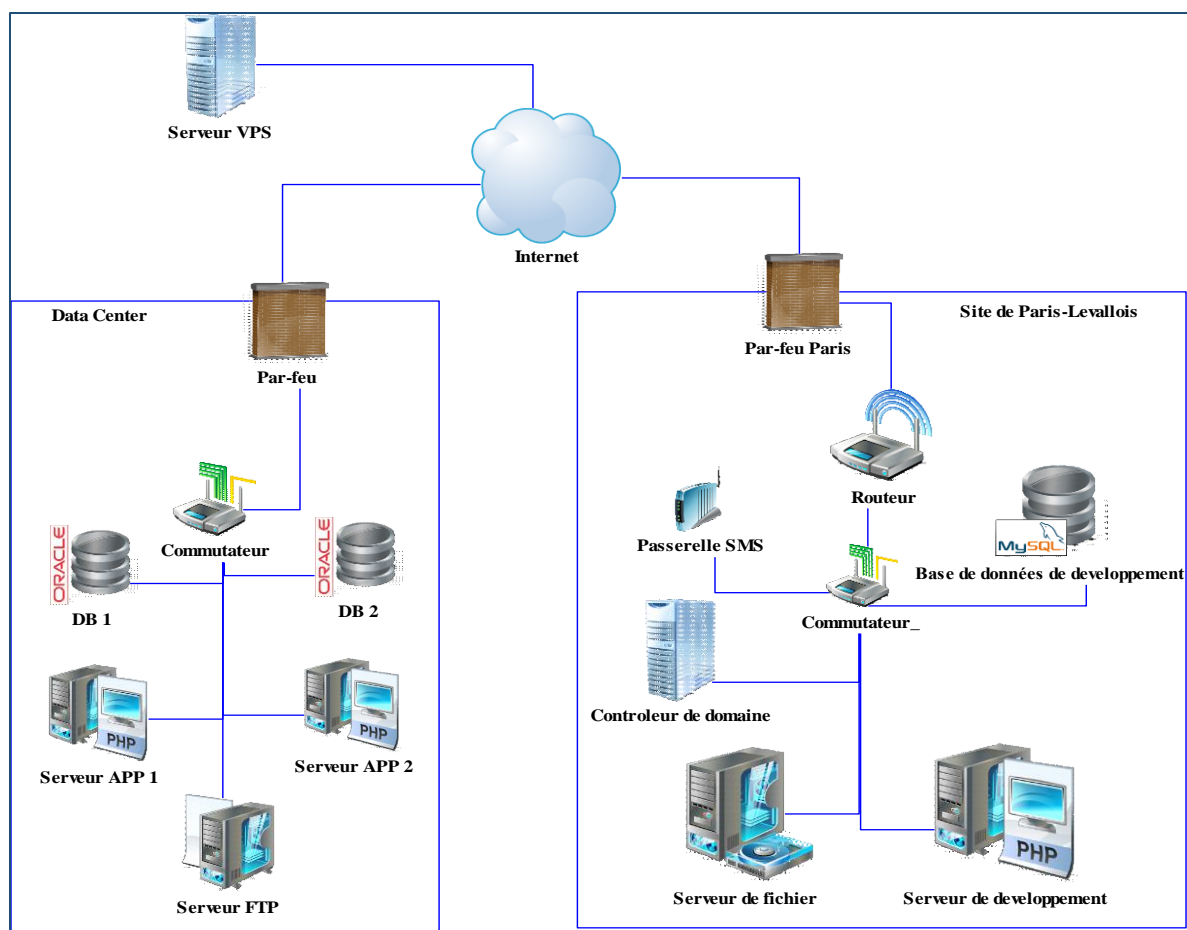 Serveur VPS
Internet
Data Center
Par-feu
Commutateur
ORACLE
DB 1
ORACLE
DB 2
PHP
Serveur APP 1
PHP
Serveur APP 2
Serveur FTP
Site de Paris-Levallois
Par-feu Paris
Routeur
Passerelle SMS
MySQL
Base de données de developpement
Commutateur_
Controleur de domaine
Serveur de fichier
PHP
Serveur de developpement